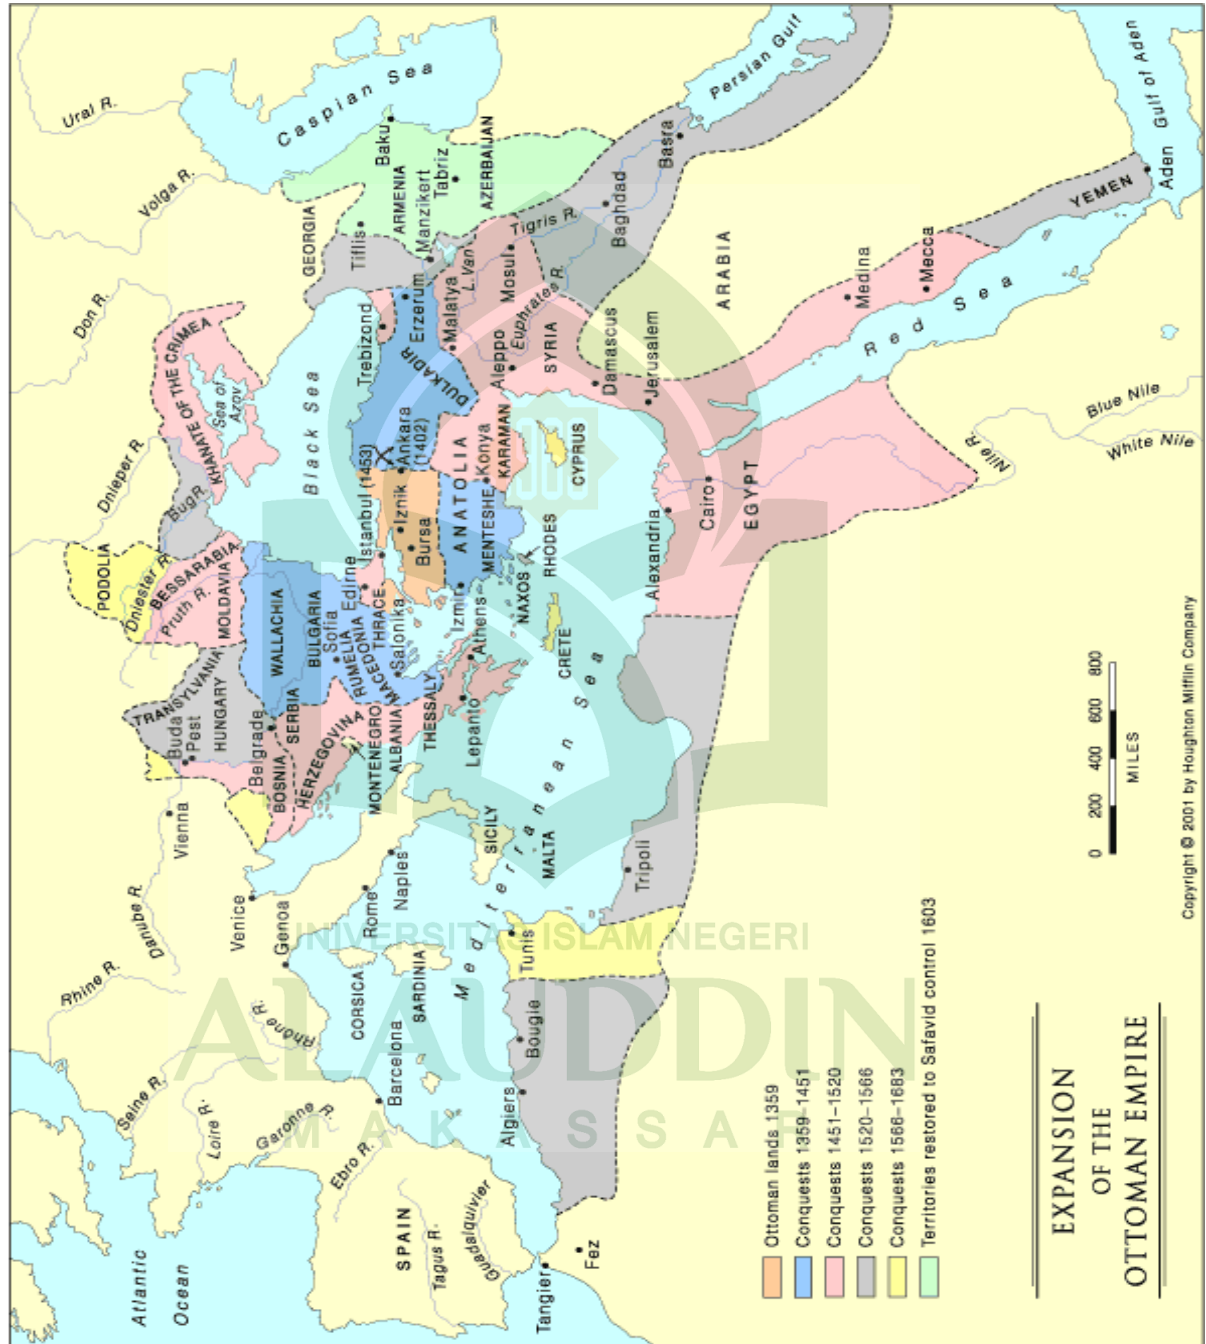 EXPANSION
OF THE
OTTOMAN EMPIRE
Ottoman lands 1359
Conquests 1359–1451
Conquests 1451–1520
Conquests 1520–1566
Conquests 1566–1683
Territories restored to Safavid control 1603
0 200 400 600 800
MILES
Copyright © 2001 by Houghton Mifflin Company
Atlantic
Ocean
Seine R.
Loire R.
Garonne R.
Rhine R.
Rhône R.
Ebro R.
SPAIN
Tagus R.
Guadalquivir
Tangier
Fez
Barcelona
Algiers
Bougie
CORSICA
SARDINIA
Genoa
Venice
Rome
Naples
Tunis
Tripoli
SICILY
MALTA
Mediterranean Sea
Danube R.
Vienna
Buda
Pest
HUNGARY
TRANSYLVANIA
Belgrade
BOSNIA
SERBIA
HERZEGOVINA
MONTENEGRO
ALBANIA
MACEDONIA
RUMELIA
THESSALY
Lepanto
Athens
Salonika
THRACE
Edirne
Sofia
BULGARIA
WALLACHIA
MOLDAVIA
BESSARABIA
Pruth R.
Dniester R.
PODOLIA
Bug R.
Dnieper R.
KHANATE OF THE CRIMEA
Sea of
Azov
Don R.
Volga R.
Ural R.
Black Sea
Caspian Sea
Istanbul (1453)
Iznik
Bursa
Ankara
(1402)
ANATOLIA
Izmir
MENTESHE
Konya
KARAMAN
NAXOS
RHODES
CRETE
CYPRUS
Trebizond
DULKADIR
Erzerum
Malatya
L. Van
GEORGIA
Tiflis
ARMENIA
Manzikert
Baku
Tabriz
AZERBAIJAN
Mosul
Tigris R.
Euphrates R.
Aleppo
SYRIA
Damascus
Jerusalem
Baghdad
Basra
Persian Gulf
ARABIA
Medina
Mecca
Red Sea
YEMEN
Aden
Gulf of Aden
Alexandria
Cairo
EGYPT
Nile R.
Blue Nile
White Nile
UNIVERSITAS ISLAM NEGERI
ALAUDDIN
MAKASSAR